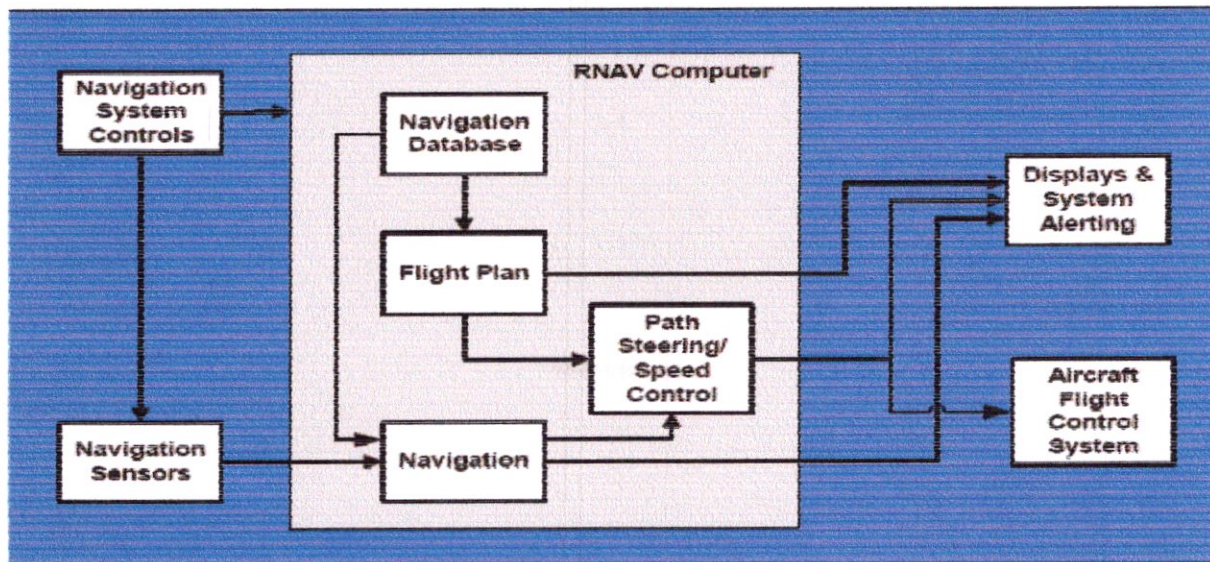 RNAV Computer
Navigation
System
Controls
Navigation
Database
Displays &
System
Alerting
Flight Plan
Path
Steering/
Speed
Control
Aircraft
Flight
Control
System
Navigation
Sensors
Navigation